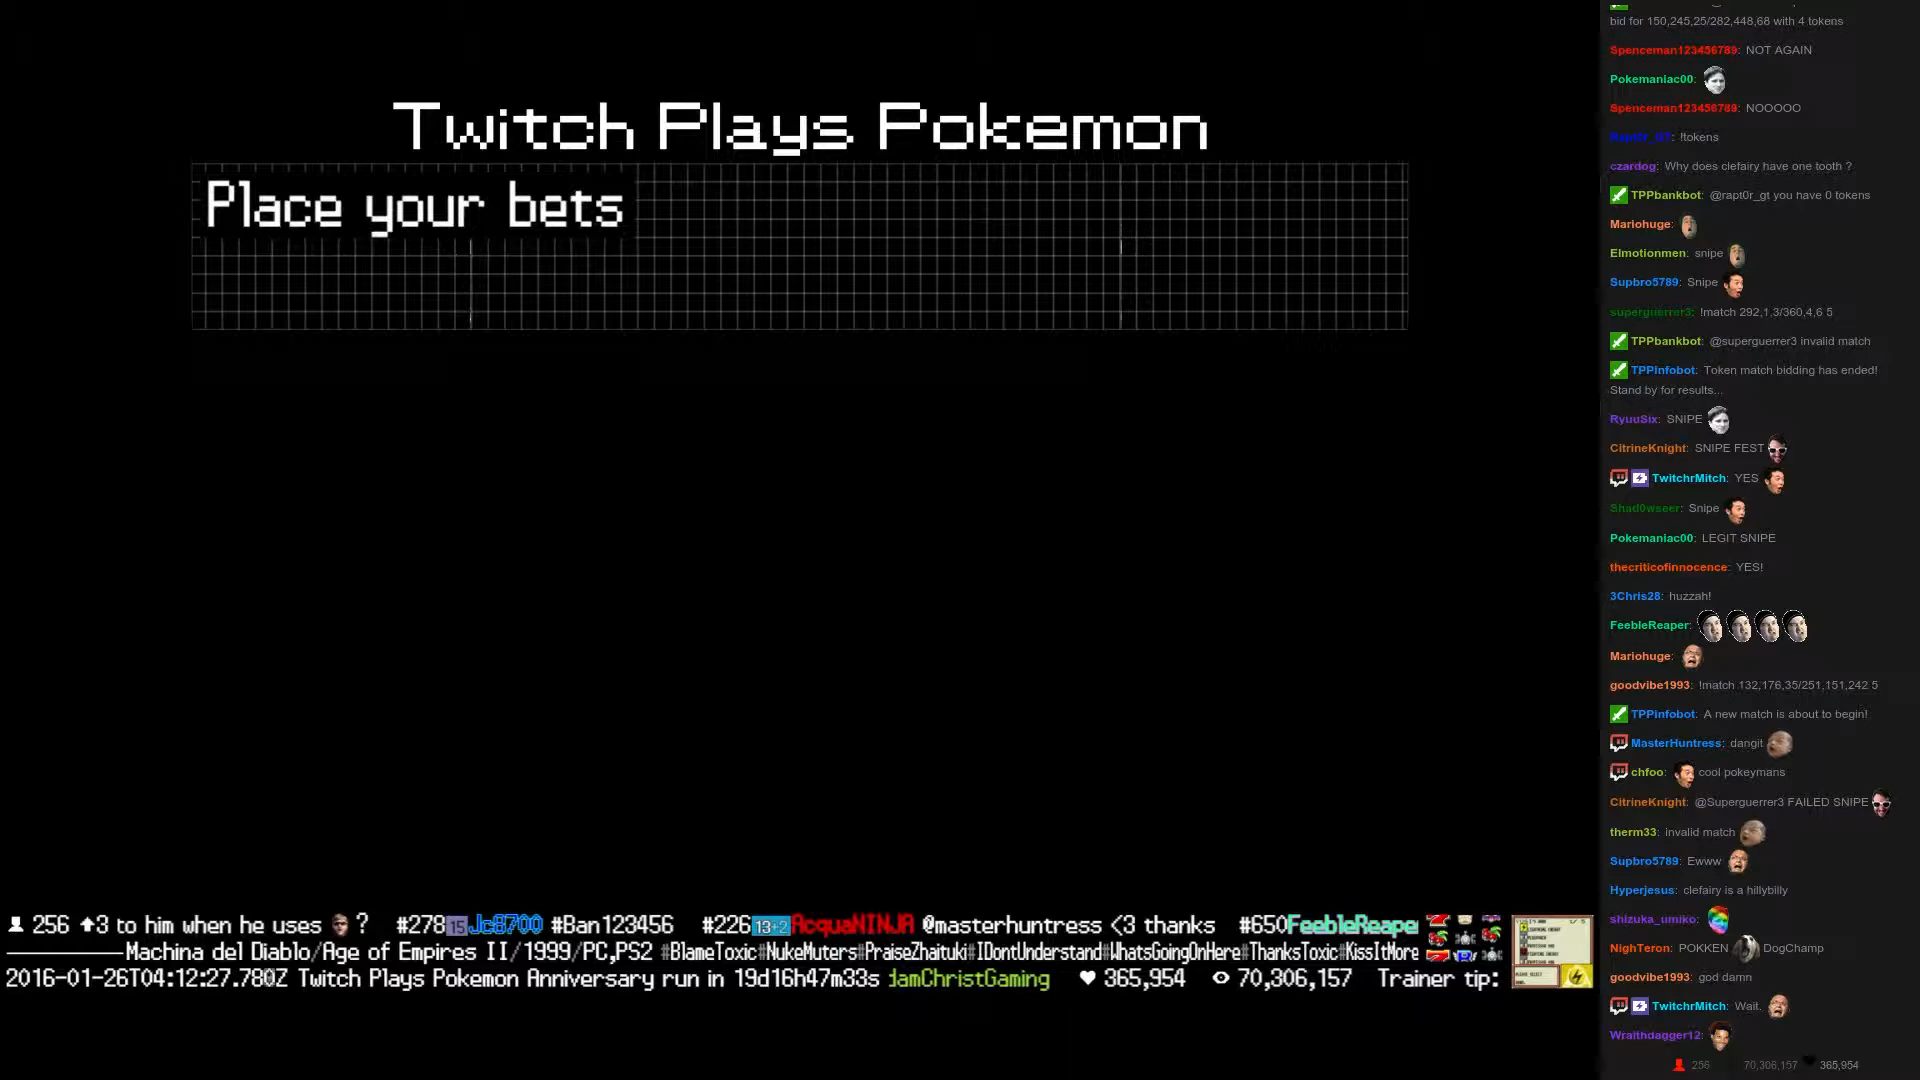 Twitch Plays Pokemon
Place your bets
bid for 150,245,25/282,448,68 with 4 tokens
Spenceman123456789: NOT AGAIN
Pokemaniac00:
Spenceman123456789: NOOOOO
Rapt0r_GT: !tokens
czardog: Why does clefairy have one tooth ?
TPPbankbot: @rapt0r_gt you have 0 tokens
Mariohuge:
Elmotionmen: snipe
Supbro5789: Snipe
superguerrer3: !match 292,1,3/360,4,6 5
TPPbankbot: @superguerrer3 invalid match
TPPInfobot: Token match bidding has ended!
Stand by for results...
RyuuSix: SNIPE
CitrineKnight: SNIPE FEST
TwitchrMitch: YES
Shad0wseer: Snipe
Pokemaniac00: LEGIT SNIPE
thecriticofinnocence: YES!
3Chris28: huzzah!
FeebleReaper:
Mariohuge:
goodvibe1993: !match 132,176,35/251,151,242 5
TPPInfobot: A new match is about to begin!
MasterHuntress: dangit
chfoo: cool pokeymans
CitrineKnight: @Superguerrer3 FAILED SNIPE
therm33: invalid match
Supbro5789: Ewww
Hyperjesus: clefairy is a hillybilly
shizuka_umiko:
NighTeron: POKKEN DogChamp
goodvibe1993: god damn
TwitchrMitch: Wait.
Wraithdagger12:
256 70,306,157 365,954
256 3 to him when he uses ? #278 15 Jc8700 #Ban123456 #226 13+2 AcquaNINJA @masterhuntress <3 thanks #650 FeebleReape
Machina del Diablo/Age of Empires II/1999/PC,PS2 #BlameToxic#NukeMuters#PraiseZhaituki#IDontUnderstand#WhatsGoingOnHere#ThanksToxic#KissItMore
2016-01-26T04:12:27.780Z Twitch Plays Pokemon Anniversary run in 19d16h47m33s JamChristGaming 365,954 70,306,157 Trainer tip: